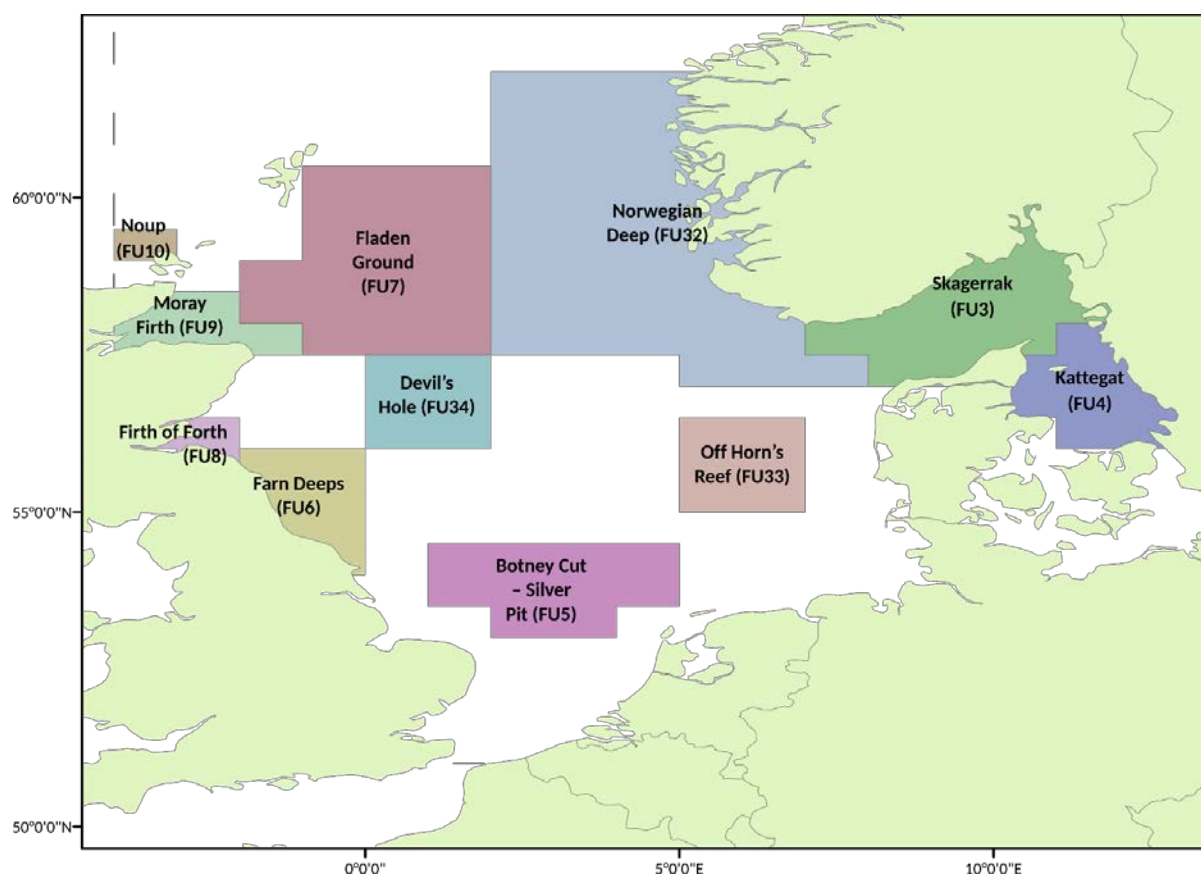 60°0'0"N
55°0'0"N
50°0'0"N
Noup
(FU10)
Fladen
Ground
(FU7)
Norwegian
Deep (FU32)
Moray
Firth (FU9)
Skagerrak
(FU3)
Kattegat
(FU4)
Devil's
Hole (FU34)
Firth of Forth
(FU8)
Farn Deeps
(FU6)
Off Horn's
Reef (FU33)
Botney Cut
– Silver
Pit (FU5)
0°0'0"
5°0'0"E
10°0'0"E